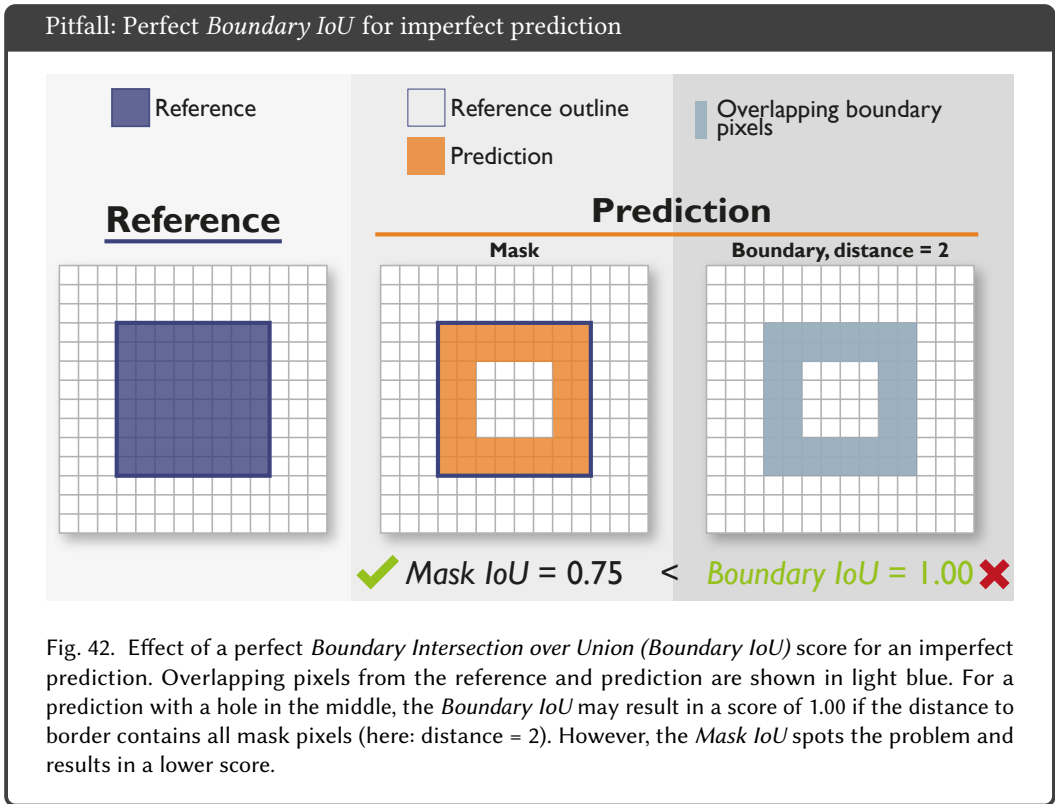 Pitfall: Perfect Boundary IoU for imperfect prediction
Reference
Reference outline
Prediction
Overlapping boundary
pixels
Reference
Prediction
Mask
Boundary, distance = 2
Mask IoU = 0.75 < Boundary IoU = 1.00
Fig. 42. Effect of a perfect Boundary Intersection over Union (Boundary IoU) score for an imperfect
prediction. Overlapping pixels from the reference and prediction are shown in light blue. For a
prediction with a hole in the middle, the Boundary IoU may result in a score of 1.00 if the distance to
border contains all mask pixels (here: distance = 2). However, the Mask IoU spots the problem and
results in a lower score.